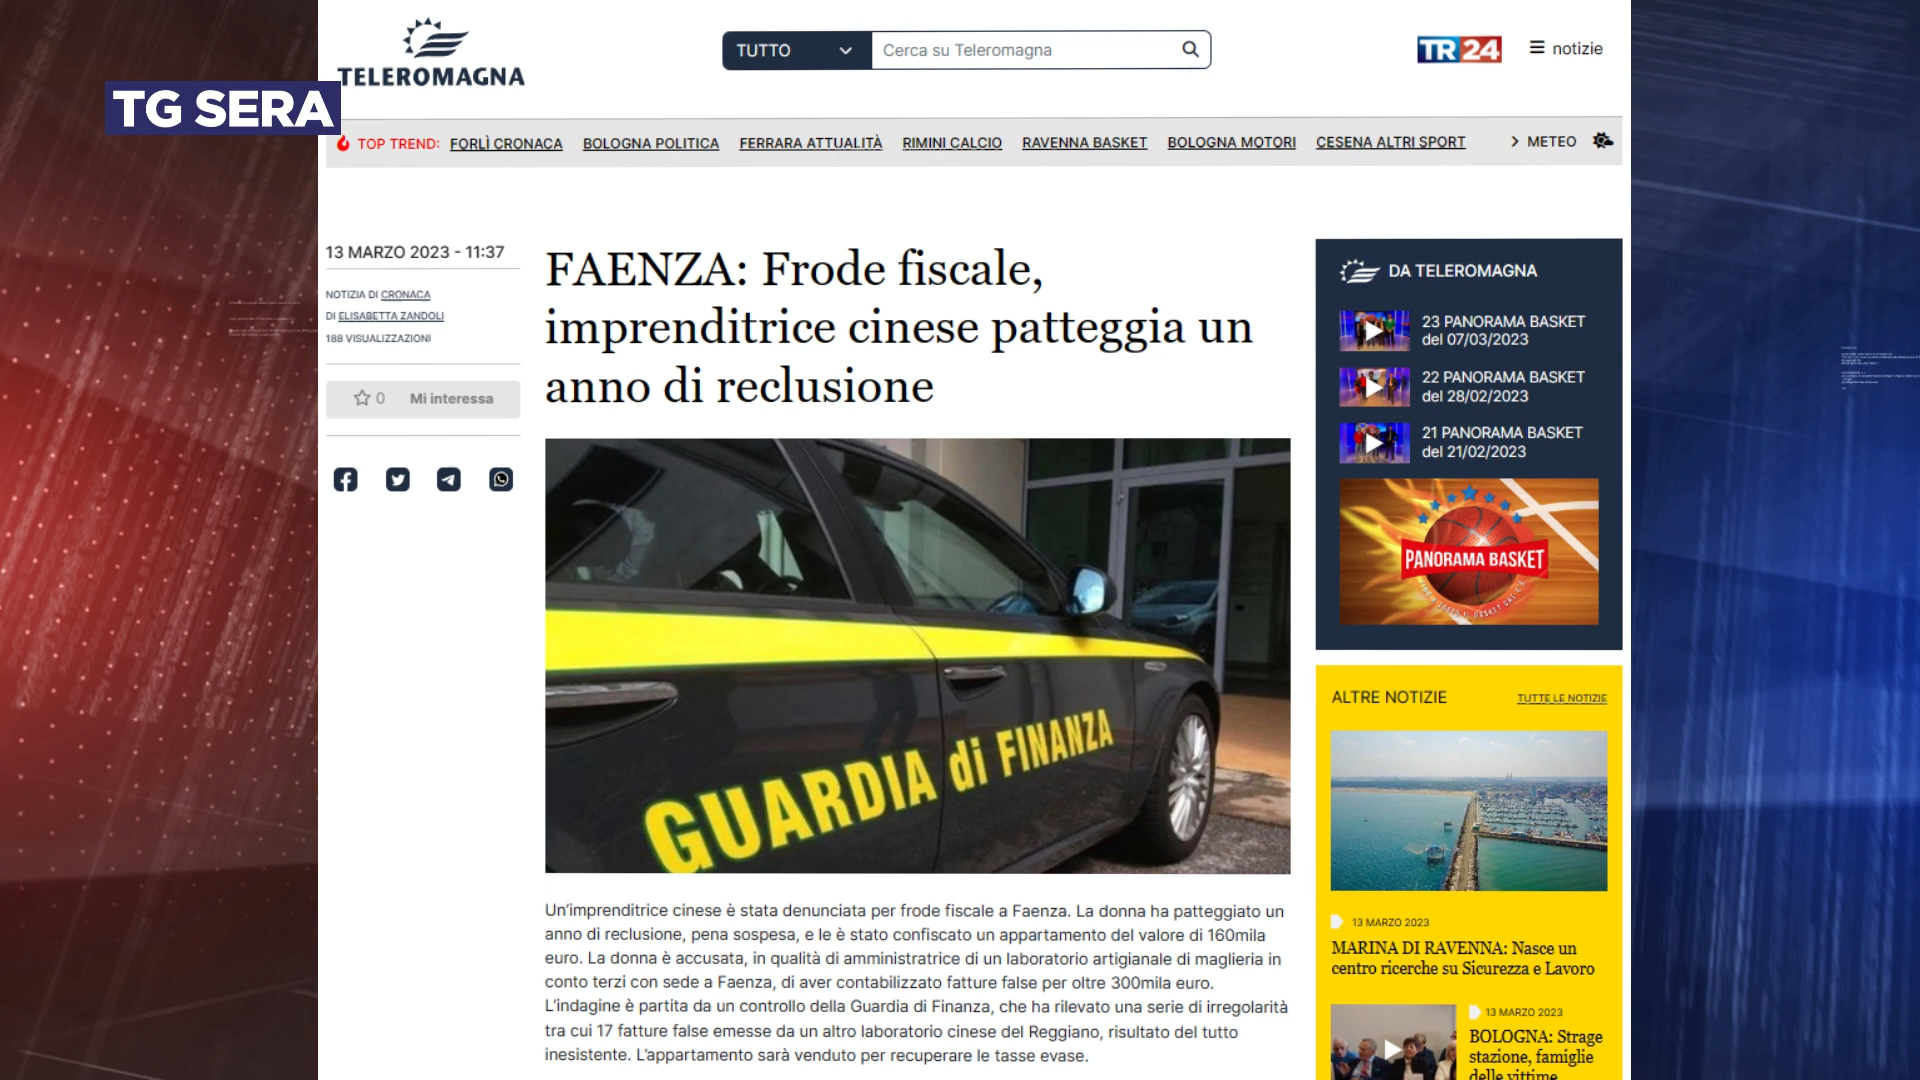 TELEROMAGNA
TUTTO
Cerca su Teleromagna
TR24
notizie
TG SERA
TOP TREND: FORLÌ CRONACA BOLOGNA POLITICA FERRARA ATTUALITÀ RIMINI CALCIO RAVENNA BASKET BOLOGNA MOTORI CESENA ALTRI SPORT METEO
13 MARZO 2023 - 11:37
NOTIZIA DI CRONACA
DI ELISABETTA ZANDOLI
188 VISUALIZZAZIONI
0 Mi interessa
FAENZA: Frode fiscale,
imprenditrice cinese patteggia un
anno di reclusione
GUARDIA di FINANZA
Un'imprenditrice cinese è stata denunciata per frode fiscale a Faenza. La donna ha patteggiato un
anno di reclusione, pena sospesa, e le è stato confiscato un appartamento del valore di 160mila
euro. La donna è accusata, in qualità di amministratrice di un laboratorio artigianale di maglieria in
conto terzi con sede a Faenza, di aver contabilizzato fatture false per oltre 300mila euro.
L'indagine è partita da un controllo della Guardia di Finanza, che ha rilevato una serie di irregolarità
tra cui 17 fatture false emesse da un altro laboratorio cinese del Reggiano, risultato del tutto
inesistente. L'appartamento sarà venduto per recuperare le tasse evase.
DA TELEROMAGNA
23 PANORAMA BASKET
del 07/03/2023
22 PANORAMA BASKET
del 28/02/2023
21 PANORAMA BASKET
del 21/02/2023
PANORAMA BASKET
ALTRE NOTIZIE
TUTTE LE NOTIZIE
13 MARZO 2023
MARINA DI RAVENNA: Nasce un
centro ricerche su Sicurezza e Lavoro
13 MARZO 2023
BOLOGNA: Strage
stazione, famiglie
delle vittime